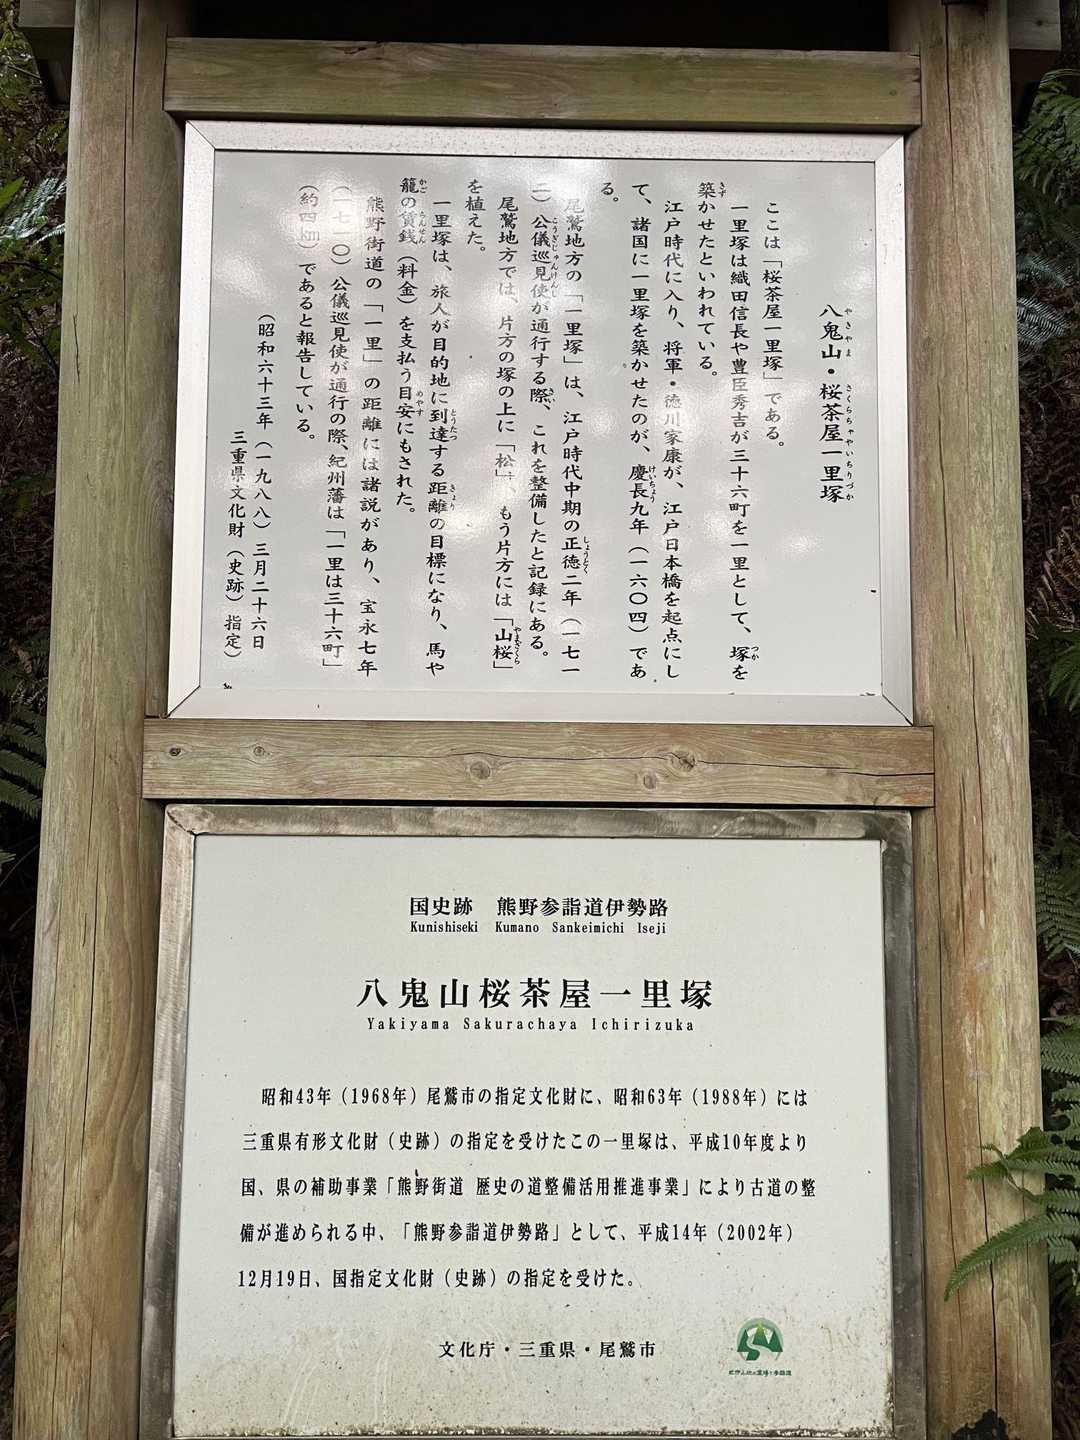 八鬼山・桜茶屋一里塚
ここは「桜茶屋一里塚」である。
一里塚は織田信長や豊臣秀吉が三十六町を一里として、塚を
築かせたといわれている。
江戸時代に入り、将軍・徳川家康が、江戸日本橋を起点にし
て、諸国に一里塚を築かせたのが、慶長九年(一六〇四)であ
る。
尾鷲地方の「一里塚」は、江戸時代中期の正徳二年(一七一
二)公儀巡見使が通行する際、これを整備したと記録にある。
尾鷲地方では、片方の塚の上に「松」、もう片方には「山桜」
を植えた。
一里塚は、旅人が目的地に到達する距離の目標になり、馬や
籠の賃銭(料金)を支払う目安にもされた。
熊野街道の「一里」の距離には諸説があり、宝永七年
(一七一〇)公儀巡見使が通行の際、紀州藩は「一里は三十六町」
(約四㎞)であると報告している。
(昭和六十三年(一九八八)三月二十六日
三重県文化財(史跡)指定)
国史跡 熊野参詣道伊勢路
Kunishiseki Kumano Sankeimichi Iseji
八鬼山桜茶屋一里塚
Yakiyama Sakurachaya Ichirizuka
昭和43年(1968年)尾鷲市の指定文化財に、昭和63年(1988年)には
三重県有形文化財(史跡)の指定を受けたこの一里塚は、平成10年度より
国、県の補助事業「熊野街道 歴史の道整備活用推進事業」により古道の整
備が進められる中、「熊野参詣道伊勢路」として、平成14年(2002年)
12月19日、国指定文化財(史跡)の指定を受けた。
文化庁・三重県・尾鷲市
紀伊山地の霊場と参詣道